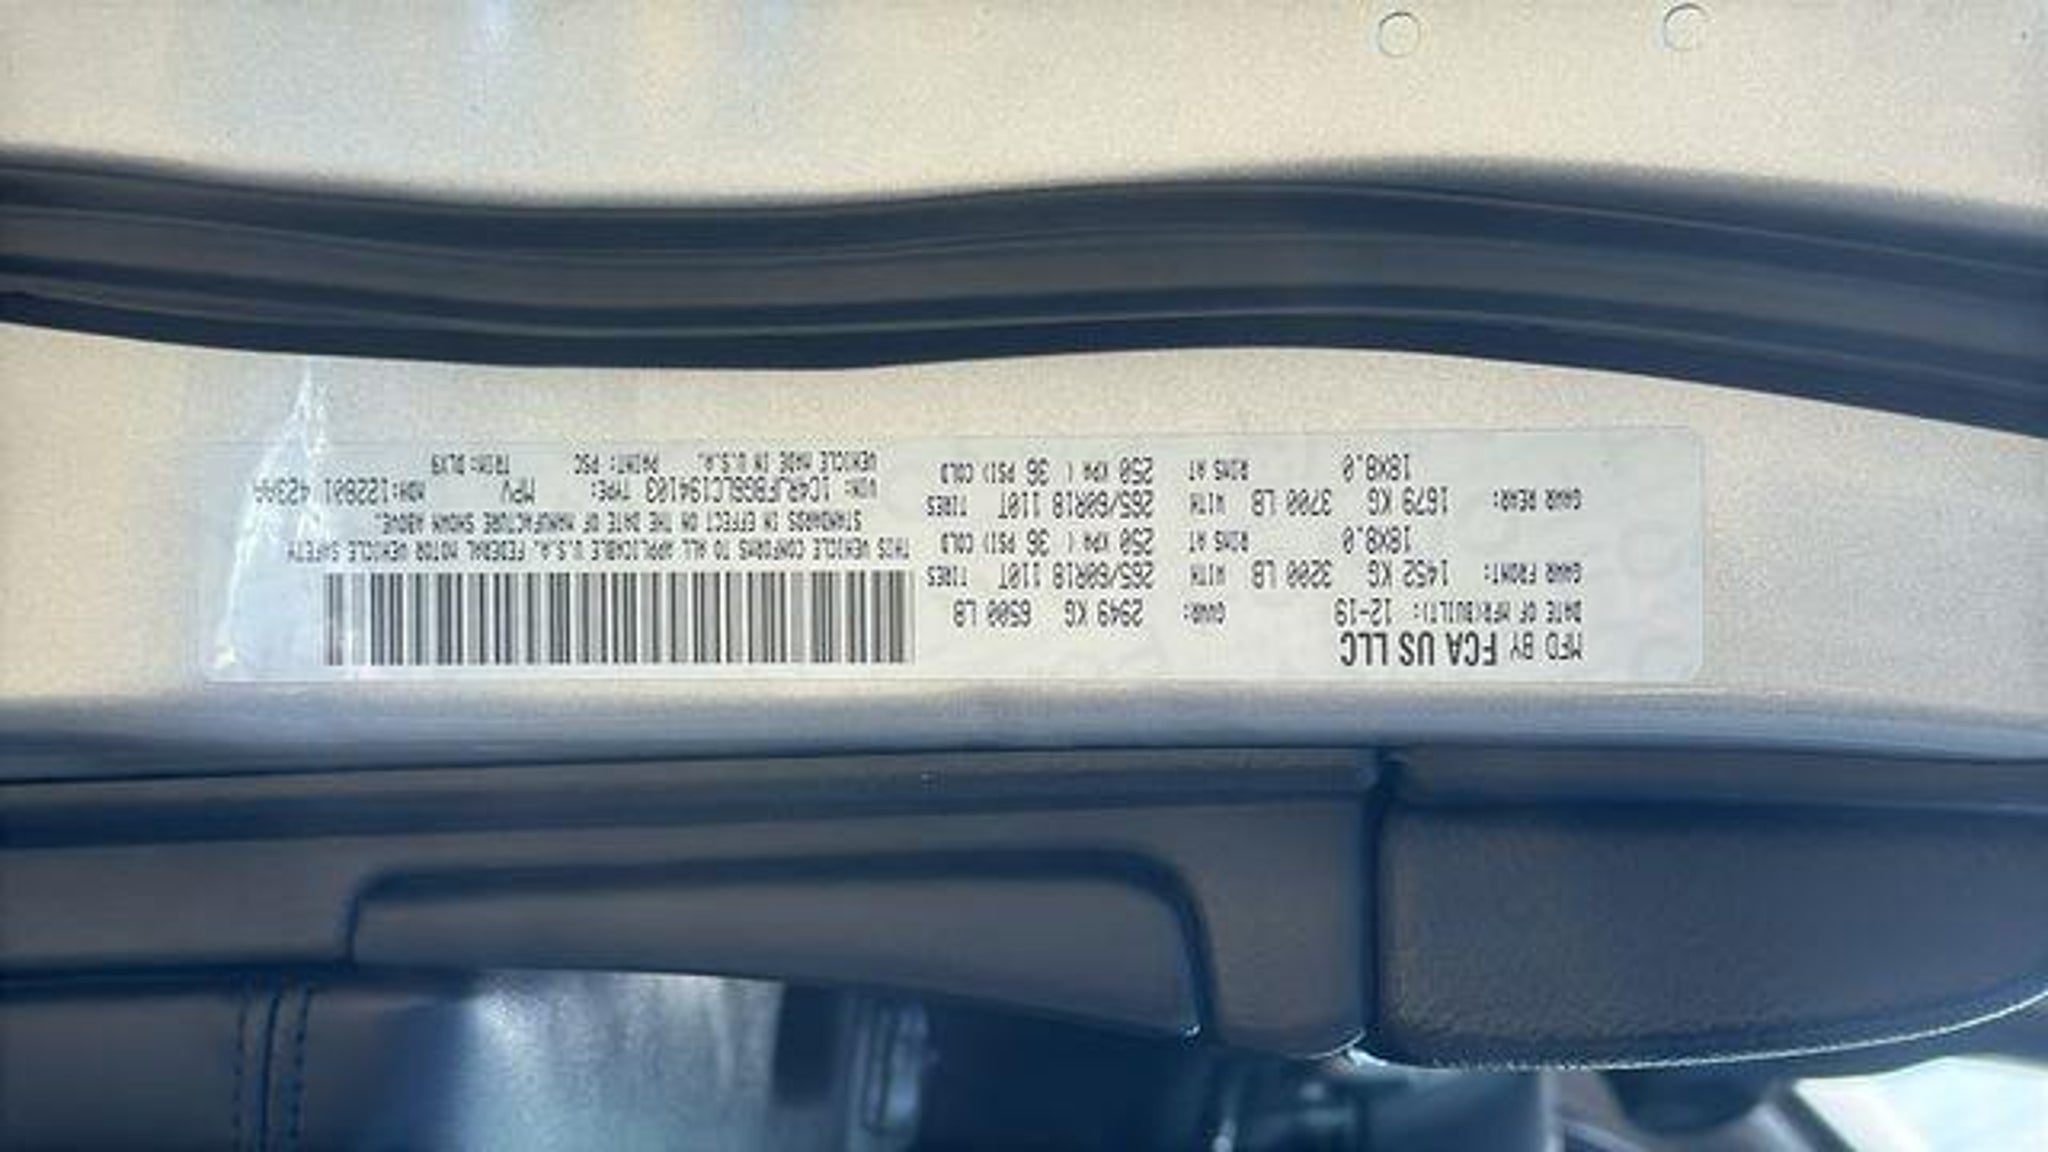 MFD BY FCA US LLC
DATE OF MFR(BUILT): 12-19 GVWR: 2949 KG 6500 LB
GAWR FRONT: 1452 KG 3200 LB WITH 265/60R18 110T TIRES
18X8.0 RIMS AT 250 KPA ( 36 PSI) COLD
GAWR REAR: 1679 KG 3700 LB WITH 265/60R18 110T TIRES
18X8.0 RIMS AT 250 KPA ( 36 PSI) COLD
THIS VEHICLE CONFORMS TO ALL APPLICABLE U.S.A. FEDERAL MOTOR VEHICLE SAFETY
STANDARDS IN EFFECT ON THE DATE OF MANUFACTURE SHOWN ABOVE.
VIN: TYPE: MPV MDH:
VEHICLE MADE IN U.S.A. PAINT: PSC TRIM: DLX9